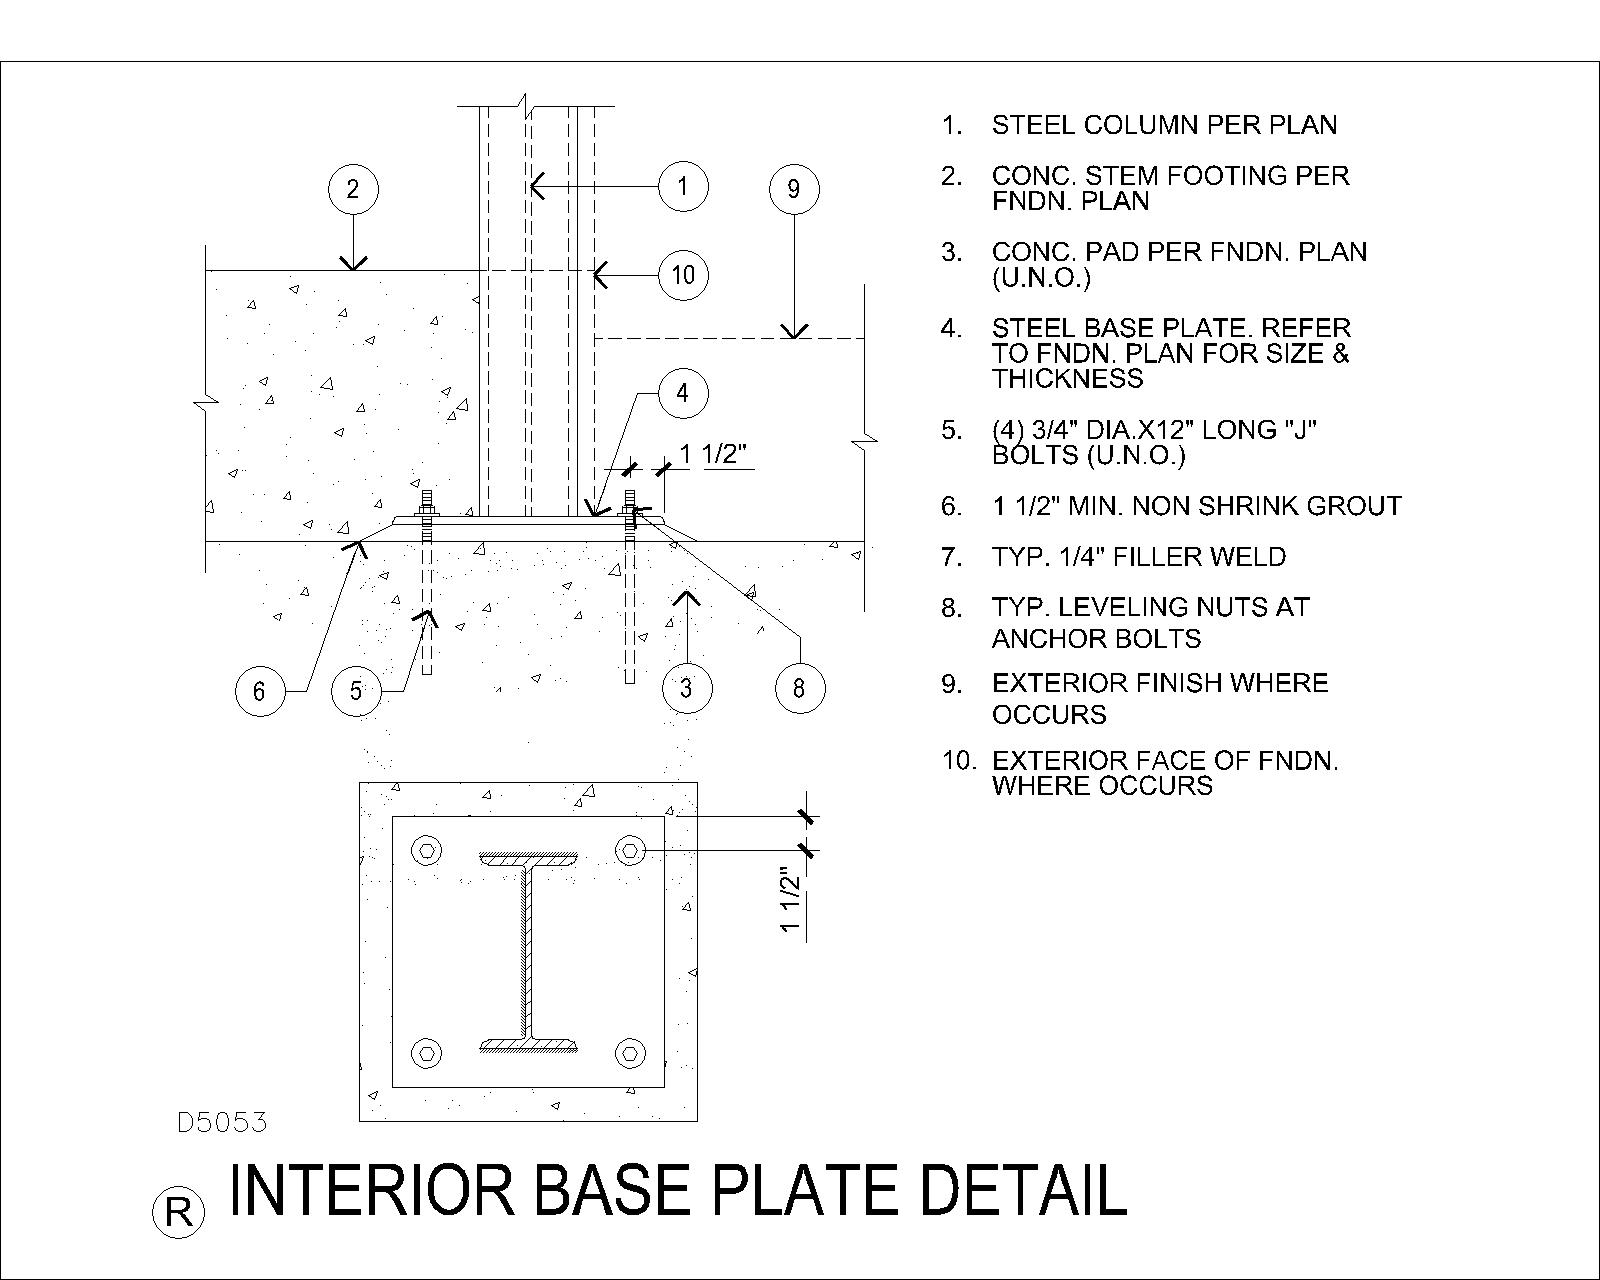 2
1
9
10
4
1 1/2"
6
5
3
8
1. STEEL COLUMN PER PLAN
2. CONC. STEM FOOTING PER
FNDN. PLAN
3. CONC. PAD PER FNDN. PLAN
(U.N.O.)
4. STEEL BASE PLATE. REFER
TO FNDN. PLAN FOR SIZE &
THICKNESS
5. (4) 3/4" DIA.X12" LONG "J"
BOLTS (U.N.O.)
6. 1 1/2" MIN. NON SHRINK GROUT
7. TYP. 1/4" FILLER WELD
8. TYP. LEVELING NUTS AT
ANCHOR BOLTS
9. EXTERIOR FINISH WHERE
OCCURS
10. EXTERIOR FACE OF FNDN.
WHERE OCCURS
1 1/2"
D5053
R INTERIOR BASE PLATE DETAIL